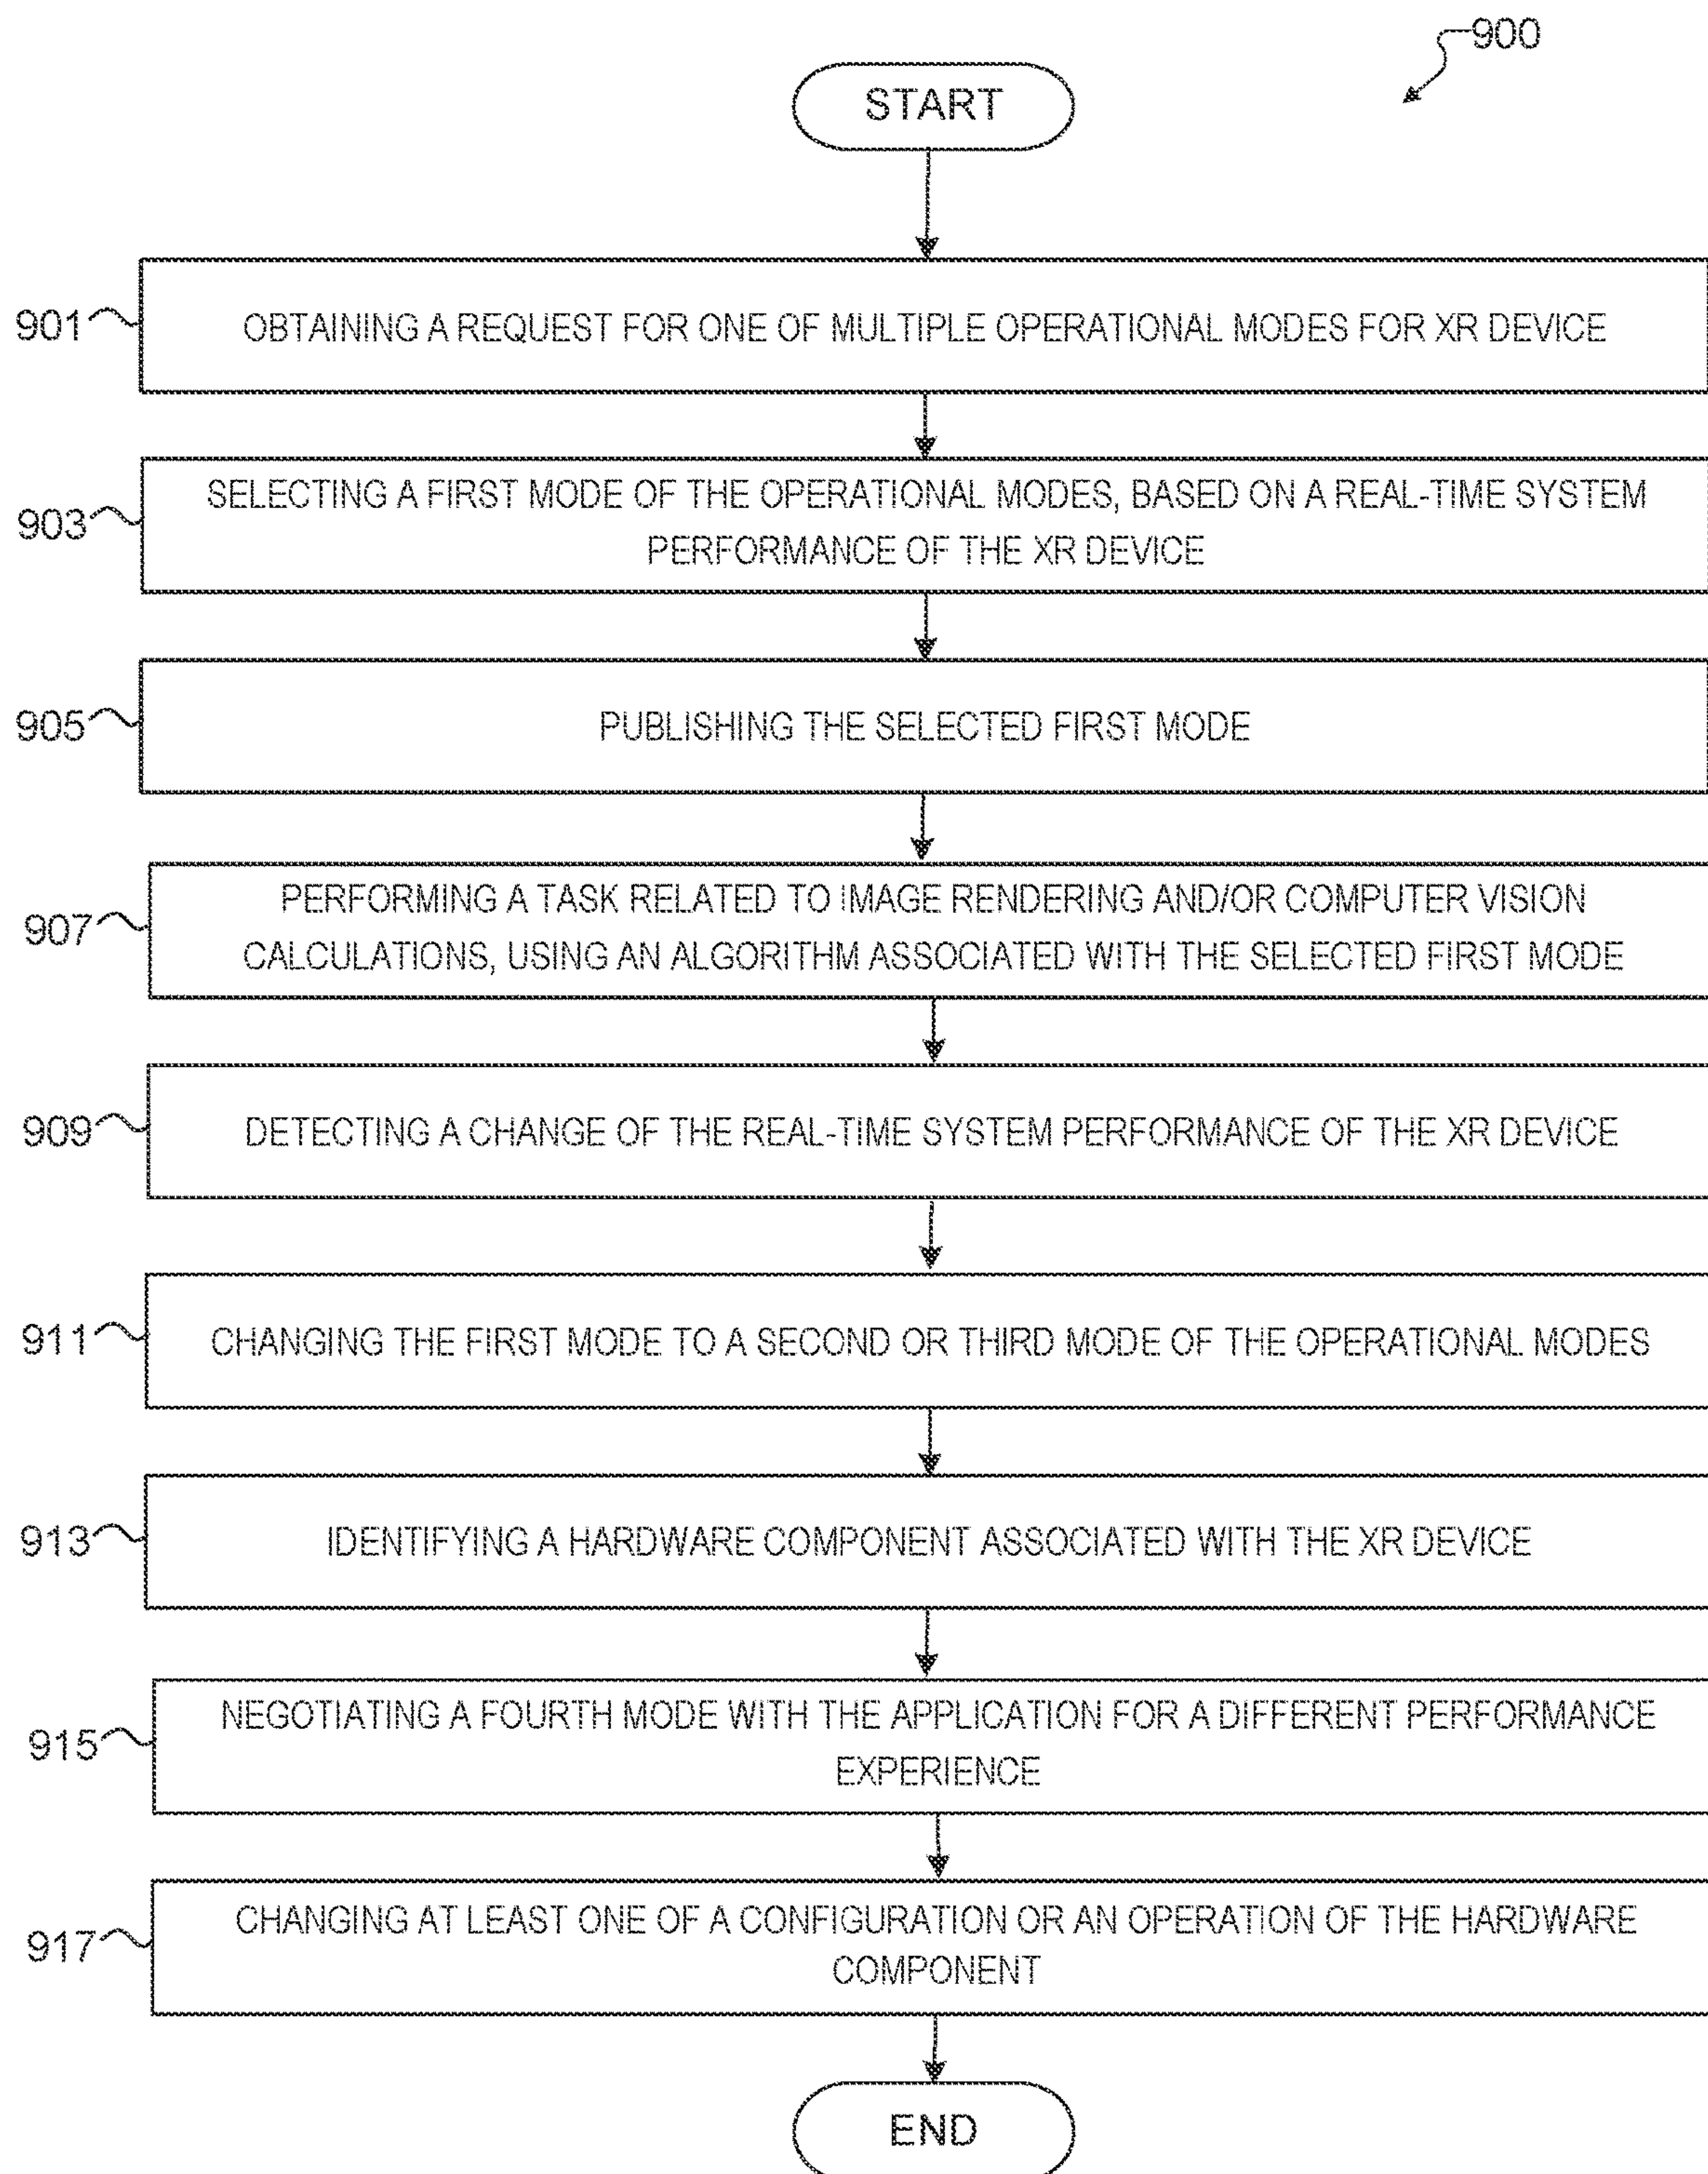 900
START
901
OBTAINING A REQUEST FOR ONE OF MULTIPLE OPERATIONAL MODES FOR XR DEVICE
903
SELECTING A FIRST MODE OF THE OPERATIONAL MODES, BASED ON A REAL-TIME SYSTEM
PERFORMANCE OF THE XR DEVICE
905
PUBLISHING THE SELECTED FIRST MODE
907
PERFORMING A TASK RELATED TO IMAGE RENDERING AND/OR COMPUTER VISION
CALCULATIONS, USING AN ALGORITHM ASSOCIATED WITH THE SELECTED FIRST MODE
909
DETECTING A CHANGE OF THE REAL-TIME SYSTEM PERFORMANCE OF THE XR DEVICE
911
CHANGING THE FIRST MODE TO A SECOND OR THIRD MODE OF THE OPERATIONAL MODES
913
IDENTIFYING A HARDWARE COMPONENT ASSOCIATED WITH THE XR DEVICE
915
NEGOTIATING A FOURTH MODE WITH THE APPLICATION FOR A DIFFERENT PERFORMANCE
EXPERIENCE
917
CHANGING AT LEAST ONE OF A CONFIGURATION OR AN OPERATION OF THE HARDWARE
COMPONENT
END